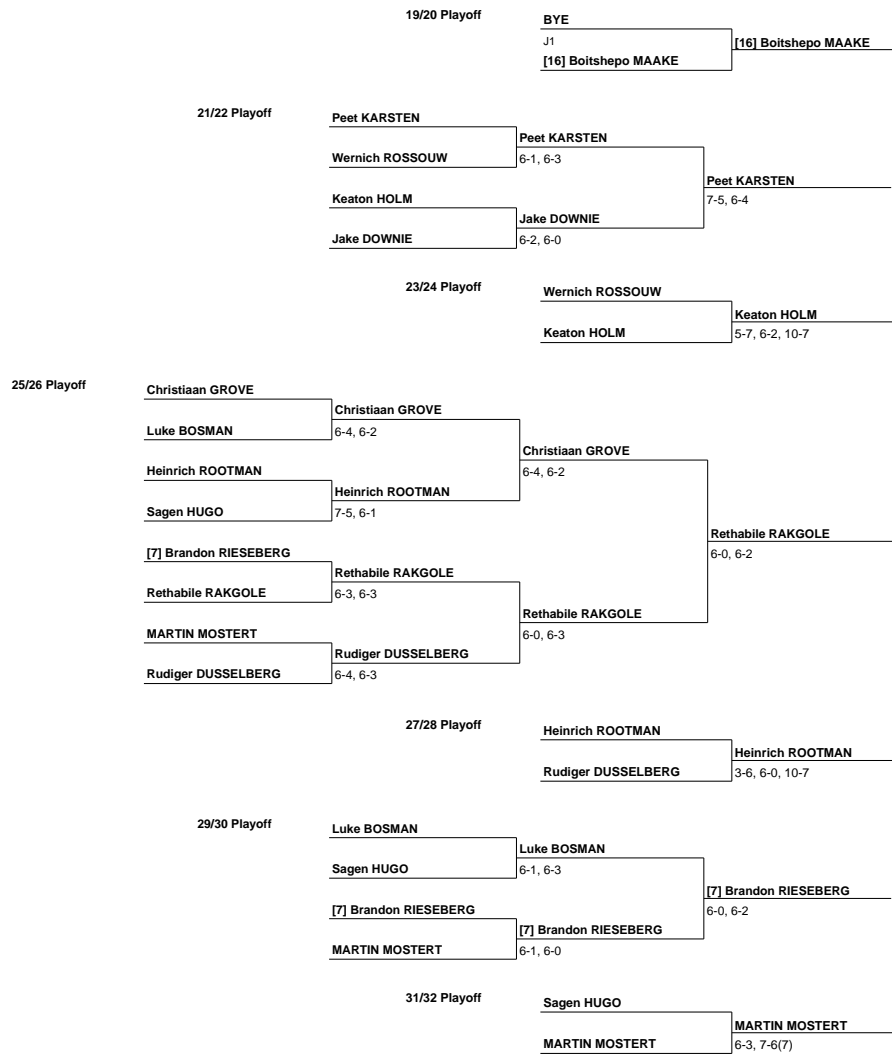 19/20 Playoff
BYE
J1
[16] Boitshepo MAAKE
[16] Boitshepo MAAKE
21/22 Playoff
Peet KARSTEN
Peet KARSTEN
Wernich ROSSOUW
6-1, 6-3
Peet KARSTEN
Keaton HOLM
7-5, 6-4
Jake DOWNIE
Jake DOWNIE
6-2, 6-0
23/24 Playoff
Wernich ROSSOUW
Keaton HOLM
Keaton HOLM
5-7, 6-2, 10-7
25/26 Playoff
Christiaan GROVE
Christiaan GROVE
Luke BOSMAN
6-4, 6-2
Christiaan GROVE
Heinrich ROOTMAN
6-4, 6-2
Heinrich ROOTMAN
Sagen HUGO
7-5, 6-1
Rethabile RAKGOLE
[7] Brandon RIESEBERG
6-0, 6-2
Rethabile RAKGOLE
Rethabile RAKGOLE
6-3, 6-3
Rethabile RAKGOLE
MARTIN MOSTERT
6-0, 6-3
Rudiger DUSSELBERG
Rudiger DUSSELBERG
6-4, 6-3
27/28 Playoff
Heinrich ROOTMAN
Heinrich ROOTMAN
Rudiger DUSSELBERG
3-6, 6-0, 10-7
29/30 Playoff
Luke BOSMAN
Luke BOSMAN
Sagen HUGO
6-1, 6-3
[7] Brandon RIESEBERG
[7] Brandon RIESEBERG
6-0, 6-2
[7] Brandon RIESEBERG
MARTIN MOSTERT
6-1, 6-0
31/32 Playoff
Sagen HUGO
MARTIN MOSTERT
MARTIN MOSTERT
6-3, 7-6(7)